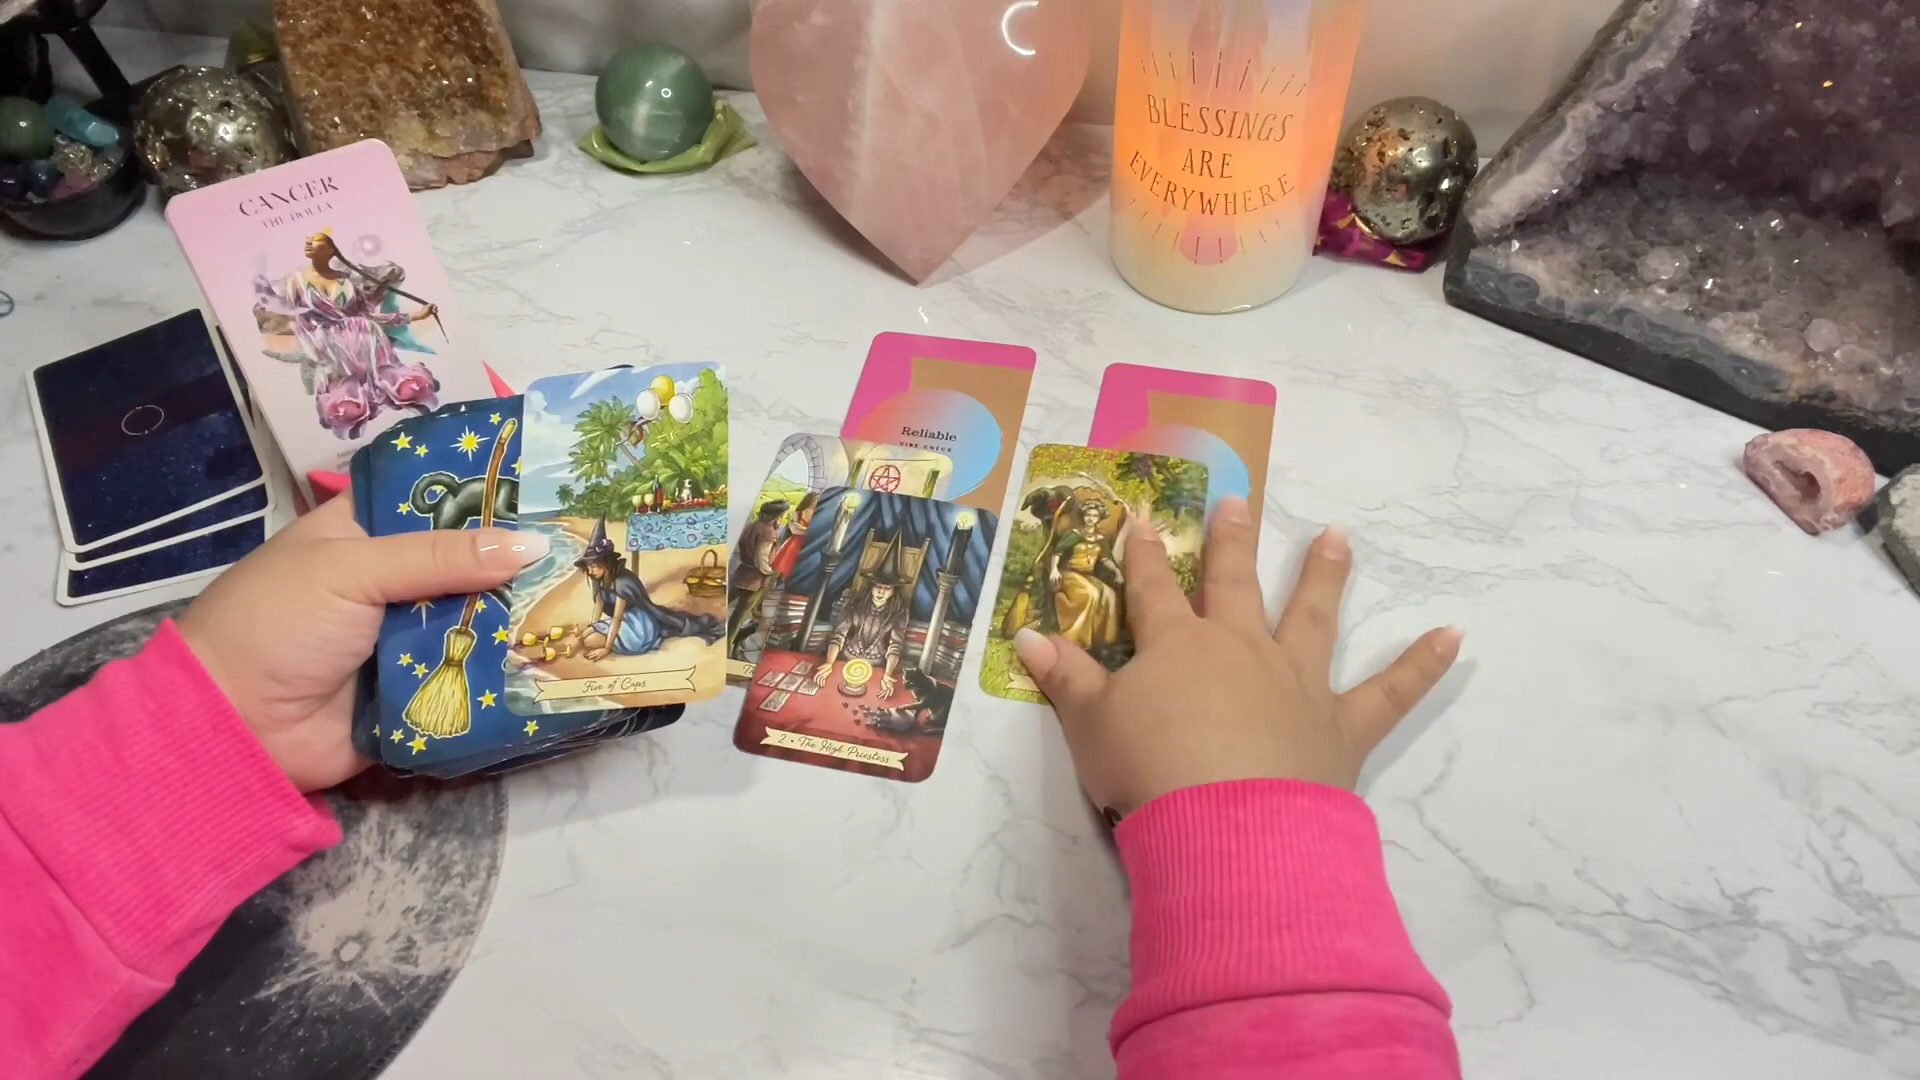 CANCER
THE DOULA
BLESSINGS
ARE
EVERYWHERE
Reliable
VIBE CHECK
Five of Cups
2 • The High Priestess